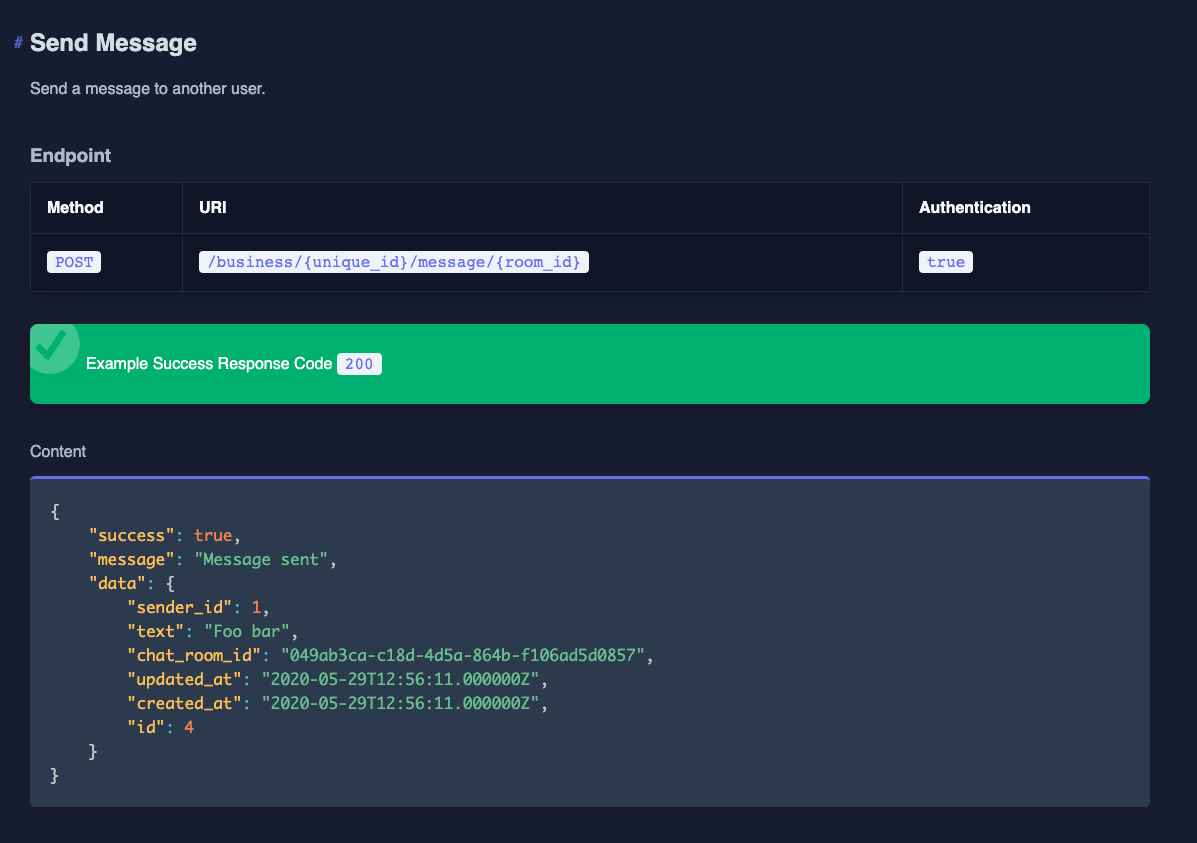 # Send Message
Send a message to another user.
Endpoint
Method URI Authentication
POST /business/{unique_id}/message/{room_id} true
Example Success Response Code 200
Content
{
    "success": true,
    "message": "Message sent",
    "data": {
        "sender_id": 1,
        "text": "Foo bar",
        "chat_room_id": "049ab3ca-c18d-4d5a-864b-f106ad5d0857",
        "updated_at": "2020-05-29T12:56:11.000000Z",
        "created_at": "2020-05-29T12:56:11.000000Z",
        "id": 4
    }
}